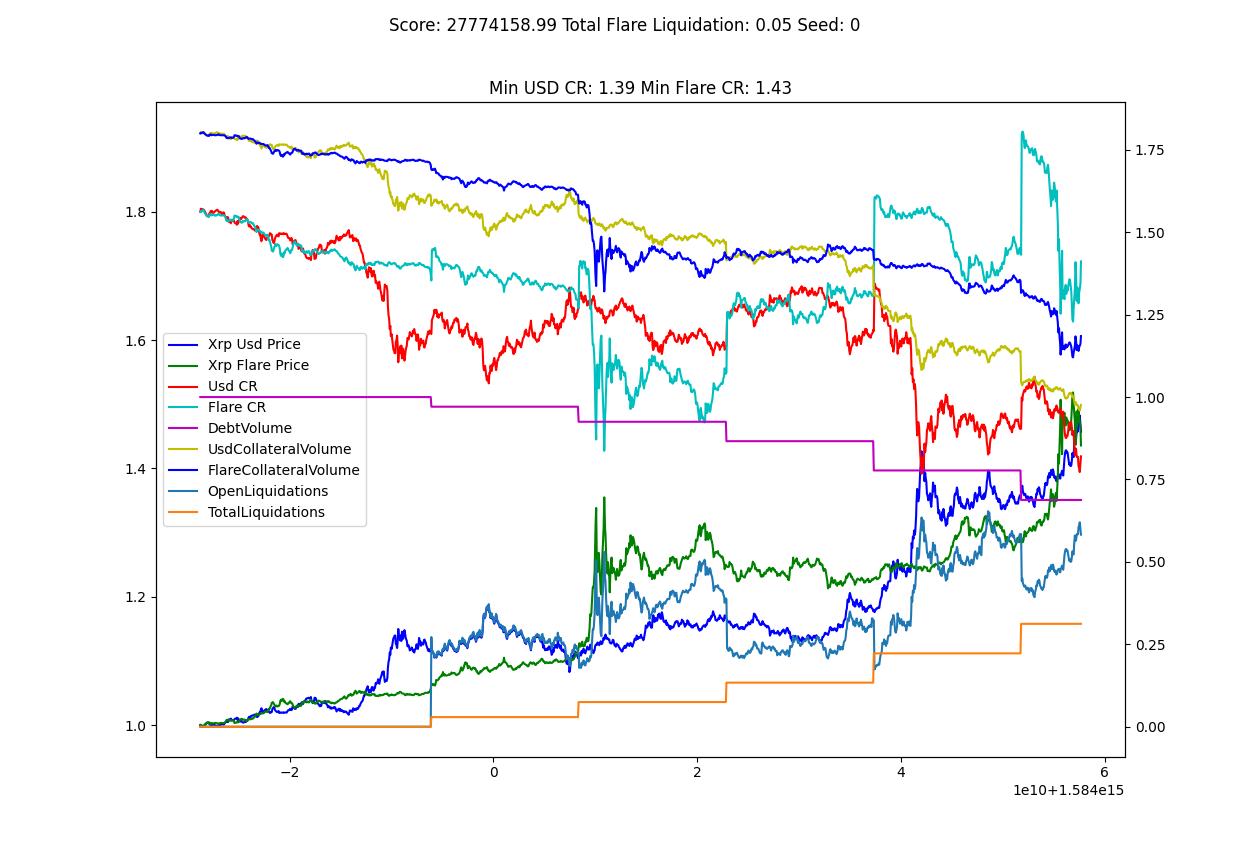 Score: 27774158.99 Total Flare Liquidation: 0.05 Seed: 0
Min USD CR: 1.39 Min Flare CR: 1.43
1.8
1.6
1.4
1.2
1.0
1.75
1.50
1.25
1.00
0.75
0.50
0.25
0.00
Xrp Usd Price
Xrp Flare Price
Usd CR
Flare CR
DebtVolume
UsdCollateralVolume
FlareCollateralVolume
OpenLiquidations
TotalLiquidations
−2 0 2 4 6
1e10+1.584e15